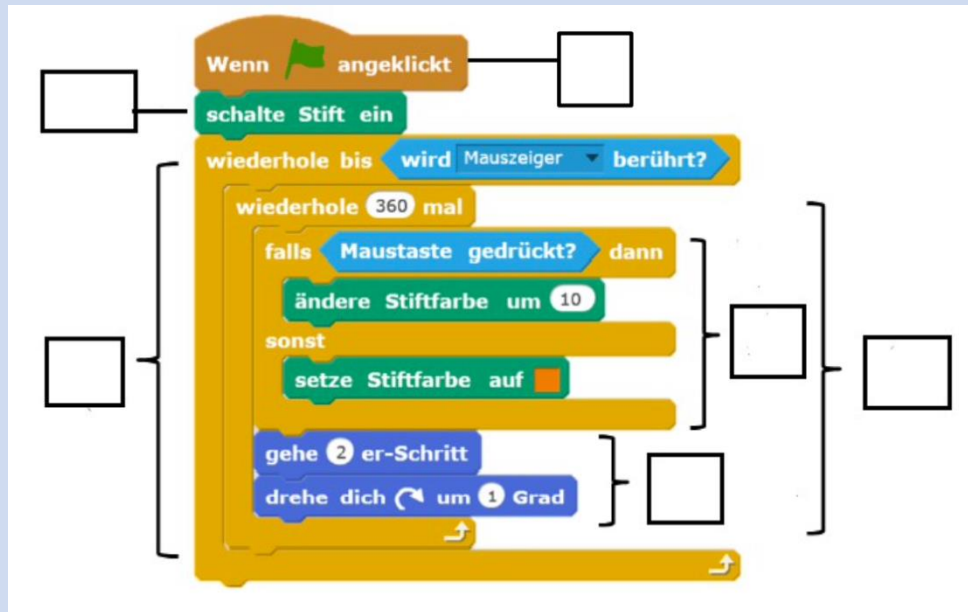 Wenn angeklickt
schalte Stift ein
wiederhole bis wird Mauszeiger berührt?
wiederhole 360 mal
falls Maustaste gedrückt? dann
ändere Stiftfarbe um 10
sonst
setze Stiftfarbe auf
gehe 2 er-Schritt
drehe dich um 1 Grad